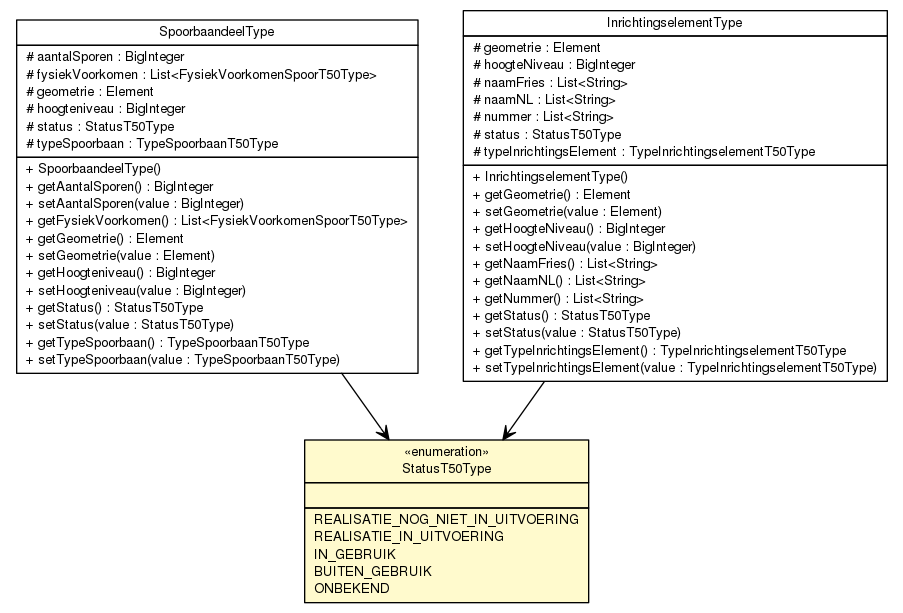 SpoorbaandeelType
# aantalSporen : BigInteger
# fysiekVoorkomen : List<FysiekVoorkomenSpoorT50Type>
# geometrie : Element
# hoogteniveau : BigInteger
# status : StatusT50Type
# typeSpoorbaan : TypeSpoorbaanT50Type
+ SpoorbaandeelType()
+ getAantalSporen() : BigInteger
+ setAantalSporen(value : BigInteger)
+ getFysiekVoorkomen() : List<FysiekVoorkomenSpoorT50Type>
+ getGeometrie() : Element
+ setGeometrie(value : Element)
+ getHoogteniveau() : BigInteger
+ setHoogteniveau(value : BigInteger)
+ getStatus() : StatusT50Type
+ setStatus(value : StatusT50Type)
+ getTypeSpoorbaan() : TypeSpoorbaanT50Type
+ setTypeSpoorbaan(value : TypeSpoorbaanT50Type)
InrichtingselementType
# geometrie : Element
# hoogteNiveau : BigInteger
# naamFries : List<String>
# naamNL : List<String>
# nummer : List<String>
# status : StatusT50Type
# typeInrichtingsElement : TypeInrichtingselementT50Type
+ InrichtingselementType()
+ getGeometrie() : Element
+ setGeometrie(value : Element)
+ getHoogteNiveau() : BigInteger
+ setHoogteNiveau(value : BigInteger)
+ getNaamFries() : List<String>
+ getNaamNL() : List<String>
+ getNummer() : List<String>
+ getStatus() : StatusT50Type
+ setStatus(value : StatusT50Type)
+ getTypeInrichtingsElement() : TypeInrichtingselementT50Type
+ setTypeInrichtingsElement(value : TypeInrichtingselementT50Type)
«enumeration»
StatusT50Type
REALISATIE_NOG_NIET_IN_UITVOERING
REALISATIE_IN_UITVOERING
IN_GEBRUIK
BUITEN_GEBRUIK
ONBEKEND